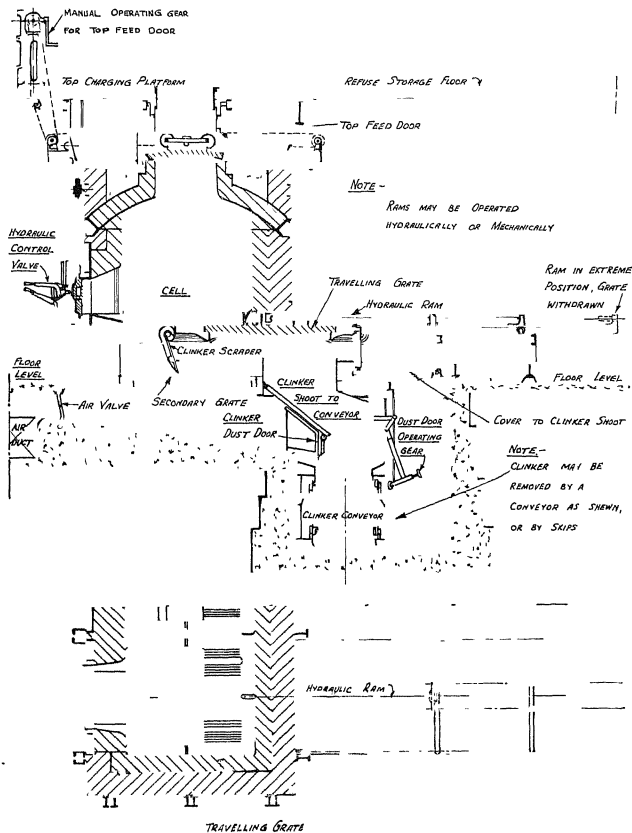 MANUAL OPERATING GEAR
FOR TOP FEED DOOR
TOP CHARGING PLATFORM
REFUSE STORAGE FLOOR
TOP FEED DOOR
NOTE -
RAMS MAY BE OPERATED
HYDRAULICALLY OR MECHANICALLY
HYDRAULIC
CONTROL
VALVE
CELL
TRAVELLING GRATE
HYDRAULIC RAM
RAM IN EXTREME
POSITION, GRATE
WITHDRAWN
CLINKER SCRAPER
FLOOR
LEVEL
AIR VALVE
AIR
DUCT
SECONDARY GRATE
CLINKER
SHOOT TO
CONVEYOR
CLINKER
DUST DOOR
DUST DOOR
OPERATING
GEAR
FLOOR LEVEL
COVER TO CLINKER SHOOT
NOTE.-
CLINKER MAY BE
REMOVED BY A
CONVEYOR AS SHEWN,
OR BY SKIPS
CLINKER CONVEYOR
HYDRAULIC RAM
TRAVELLING GRATE